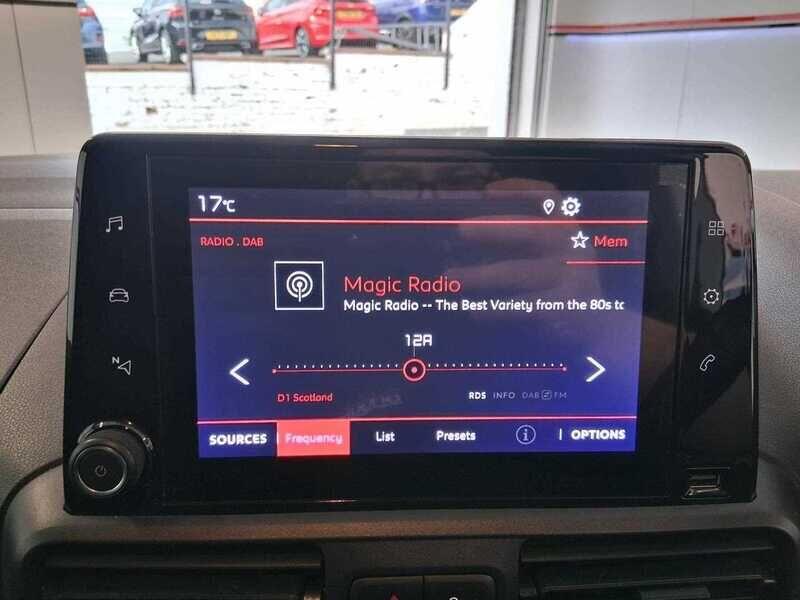 17°C
RADIO . DAB
Mem
Magic Radio
Magic Radio -- The Best Variety from the 80s to
12A
D1 Scotland
RDS INFO DAB FM
SOURCES Frequency List Presets i OPTIONS
N